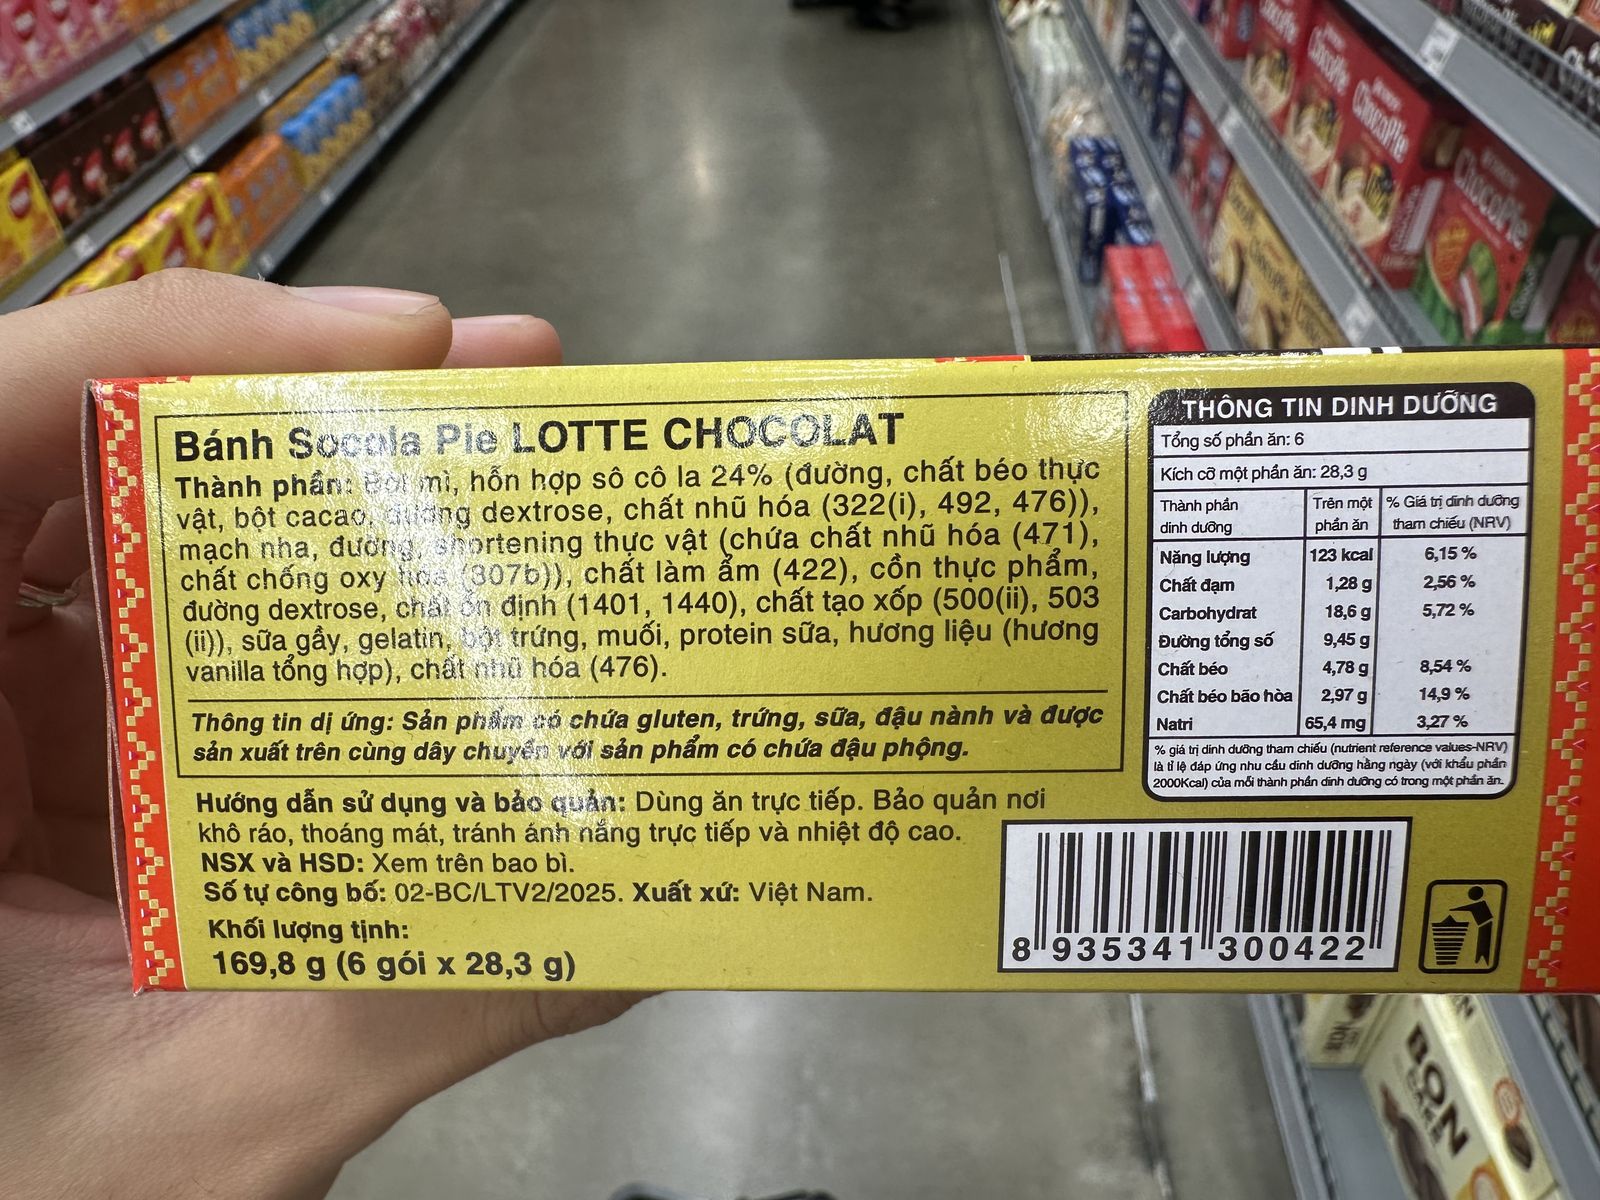 Bánh Socola Pie LOTTE CHOCOLAT
Thành phần: Bột mì, hỗn hợp sô cô la 24% (đường, chất béo thực
vật, bột cacao, đường dextrose, chất nhũ hóa (322(i), 492, 476)),
mạch nha, đường, shortening thực vật (chứa chất nhũ hóa (471),
chất chống oxy hóa (307b)), chất làm ẩm (422), cồn thực phẩm,
đường dextrose, chất ổn định (1401, 1440), chất tạo xốp (500(ii), 503
(ii)), sữa gầy, gelatin, bột trứng, muối, protein sữa, hương liệu (hương
vanilla tổng hợp), chất nhũ hóa (476).
Thông tin dị ứng: Sản phẩm có chứa gluten, trứng, sữa, đậu nành và được
sản xuất trên cùng dây chuyền với sản phẩm có chứa đậu phộng.
Hướng dẫn sử dụng và bảo quản: Dùng ăn trực tiếp. Bảo quản nơi
khô ráo, thoáng mát, tránh ánh nắng trực tiếp và nhiệt độ cao.
NSX và HSD: Xem trên bao bì.
Số tự công bố: 02-BC/LTV2/2025. Xuất xứ: Việt Nam.
Khối lượng tịnh:
169,8 g (6 gói x 28,3 g)
THÔNG TIN DINH DƯỠNG
Tổng số phần ăn: 6
Kích cỡ một phần ăn: 28,3 g
Thành phần dinh dưỡng Trên một phần ăn % Giá trị dinh dưỡng tham chiếu (NRV)
Năng lượng 123 kcal 6,15 %
Chất đạm 1,28 g 2,56 %
Carbohydrat 18,6 g 5,72 %
Đường tổng số 9,45 g
Chất béo 4,78 g 8,54 %
Chất béo bão hòa 2,97 g 14,9 %
Natri 65,4 mg 3,27 %
% giá trị dinh dưỡng tham chiếu (nutrient reference values-NRV)
là tỉ lệ đáp ứng nhu cầu dinh dưỡng hằng ngày (với khẩu phần
2000Kcal) của mỗi thành phần dinh dưỡng có trong một phần ăn.
8 935341 300422
ChocoPie
ChocoPie
BON